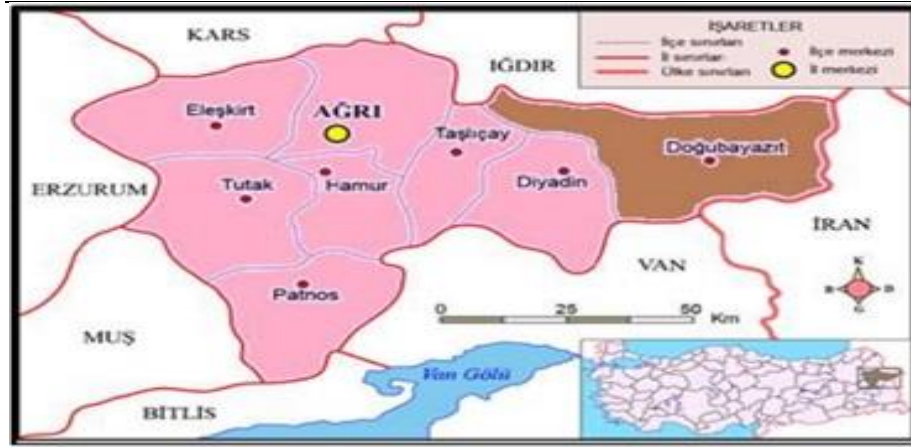 KARS
IĞDIR
İŞARETLER
İlçe sınırları
İlçe merkezi
İl sınırları
İl merkezi
Ülke sınırları
Eleşkirt
AĞRI
Taşlıçay
Doğubayazıt
ERZURUM
Tutak
Hamur
Diyadin
İRAN
VAN
Patnos
K
B
D
G
0
25
50
Km
MUŞ
Van Gölü
BİTLİS